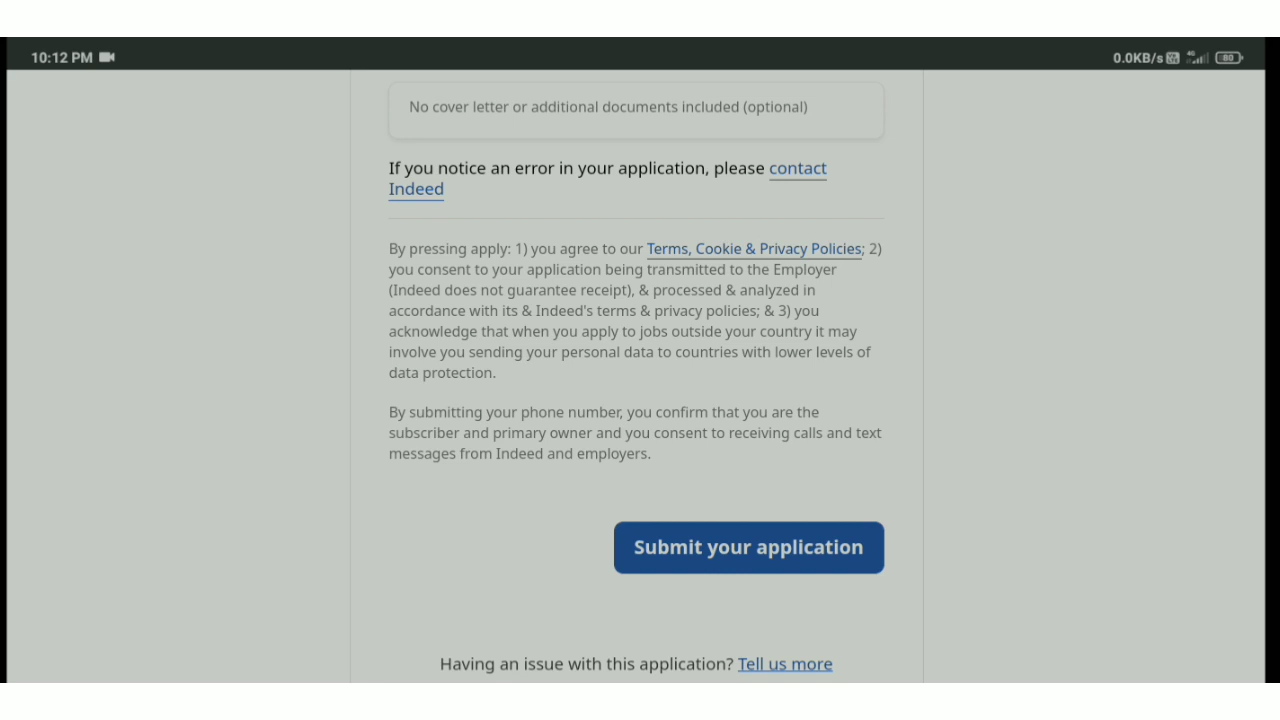 10:12 PM 0.0KB/s 4G 80
No cover letter or additional documents included (optional)
If you notice an error in your application, please contact
Indeed
By pressing apply: 1) you agree to our Terms, Cookie & Privacy Policies; 2)
you consent to your application being transmitted to the Employer
(Indeed does not guarantee receipt), & processed & analyzed in
accordance with its & Indeed's terms & privacy policies; & 3) you
acknowledge that when you apply to jobs outside your country it may
involve you sending your personal data to countries with lower levels of
data protection.
By submitting your phone number, you confirm that you are the
subscriber and primary owner and you consent to receiving calls and text
messages from Indeed and employers.
Submit your application
Having an issue with this application? Tell us more